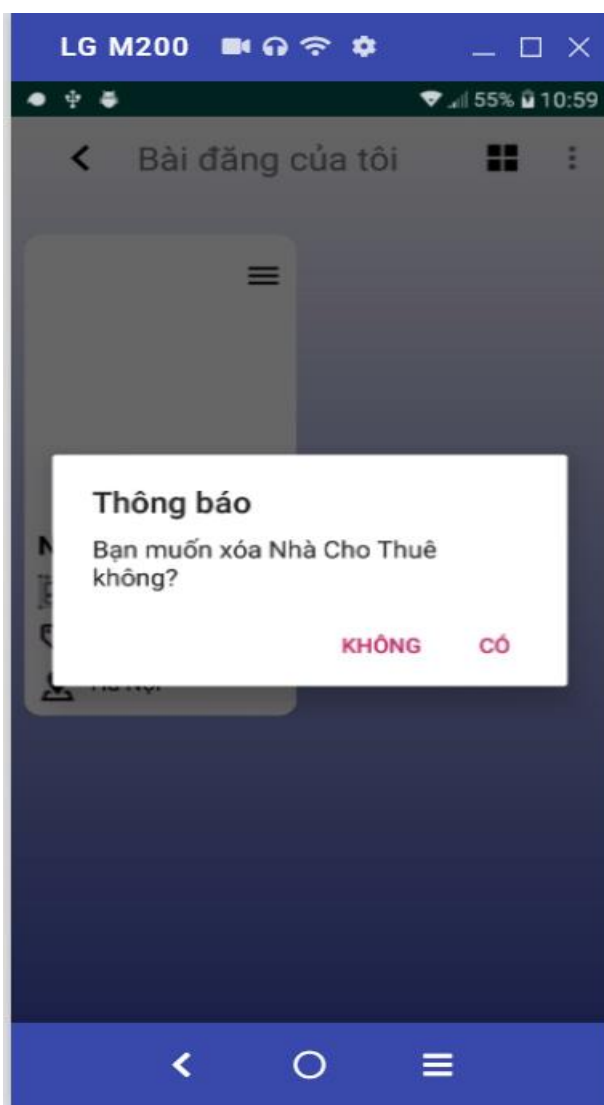 LG M200
55% 10:59
Bài đăng của tôi
Thông báo
Bạn muốn xóa Nhà Cho Thuê
không?
KHÔNG CÓ